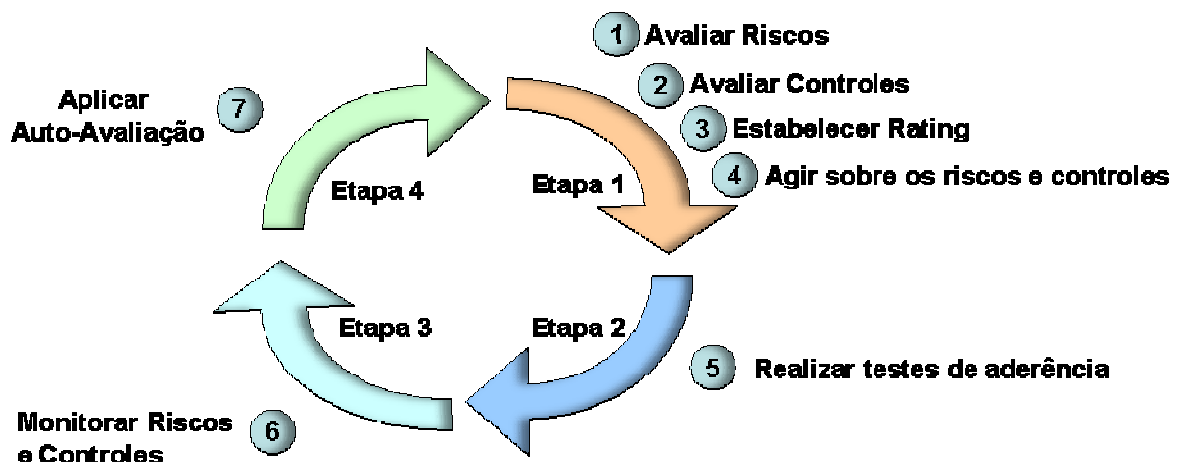 1 Avaliar Riscos
2 Avaliar Controles
3 Estabelecer Rating
4 Agir sobre os riscos e controles
Etapa 1
Etapa 2
5 Realizar testes de aderência
Etapa 3
Monitorar Riscos
e Controles
6
Etapa 4
Aplicar
Auto-Avaliação
7